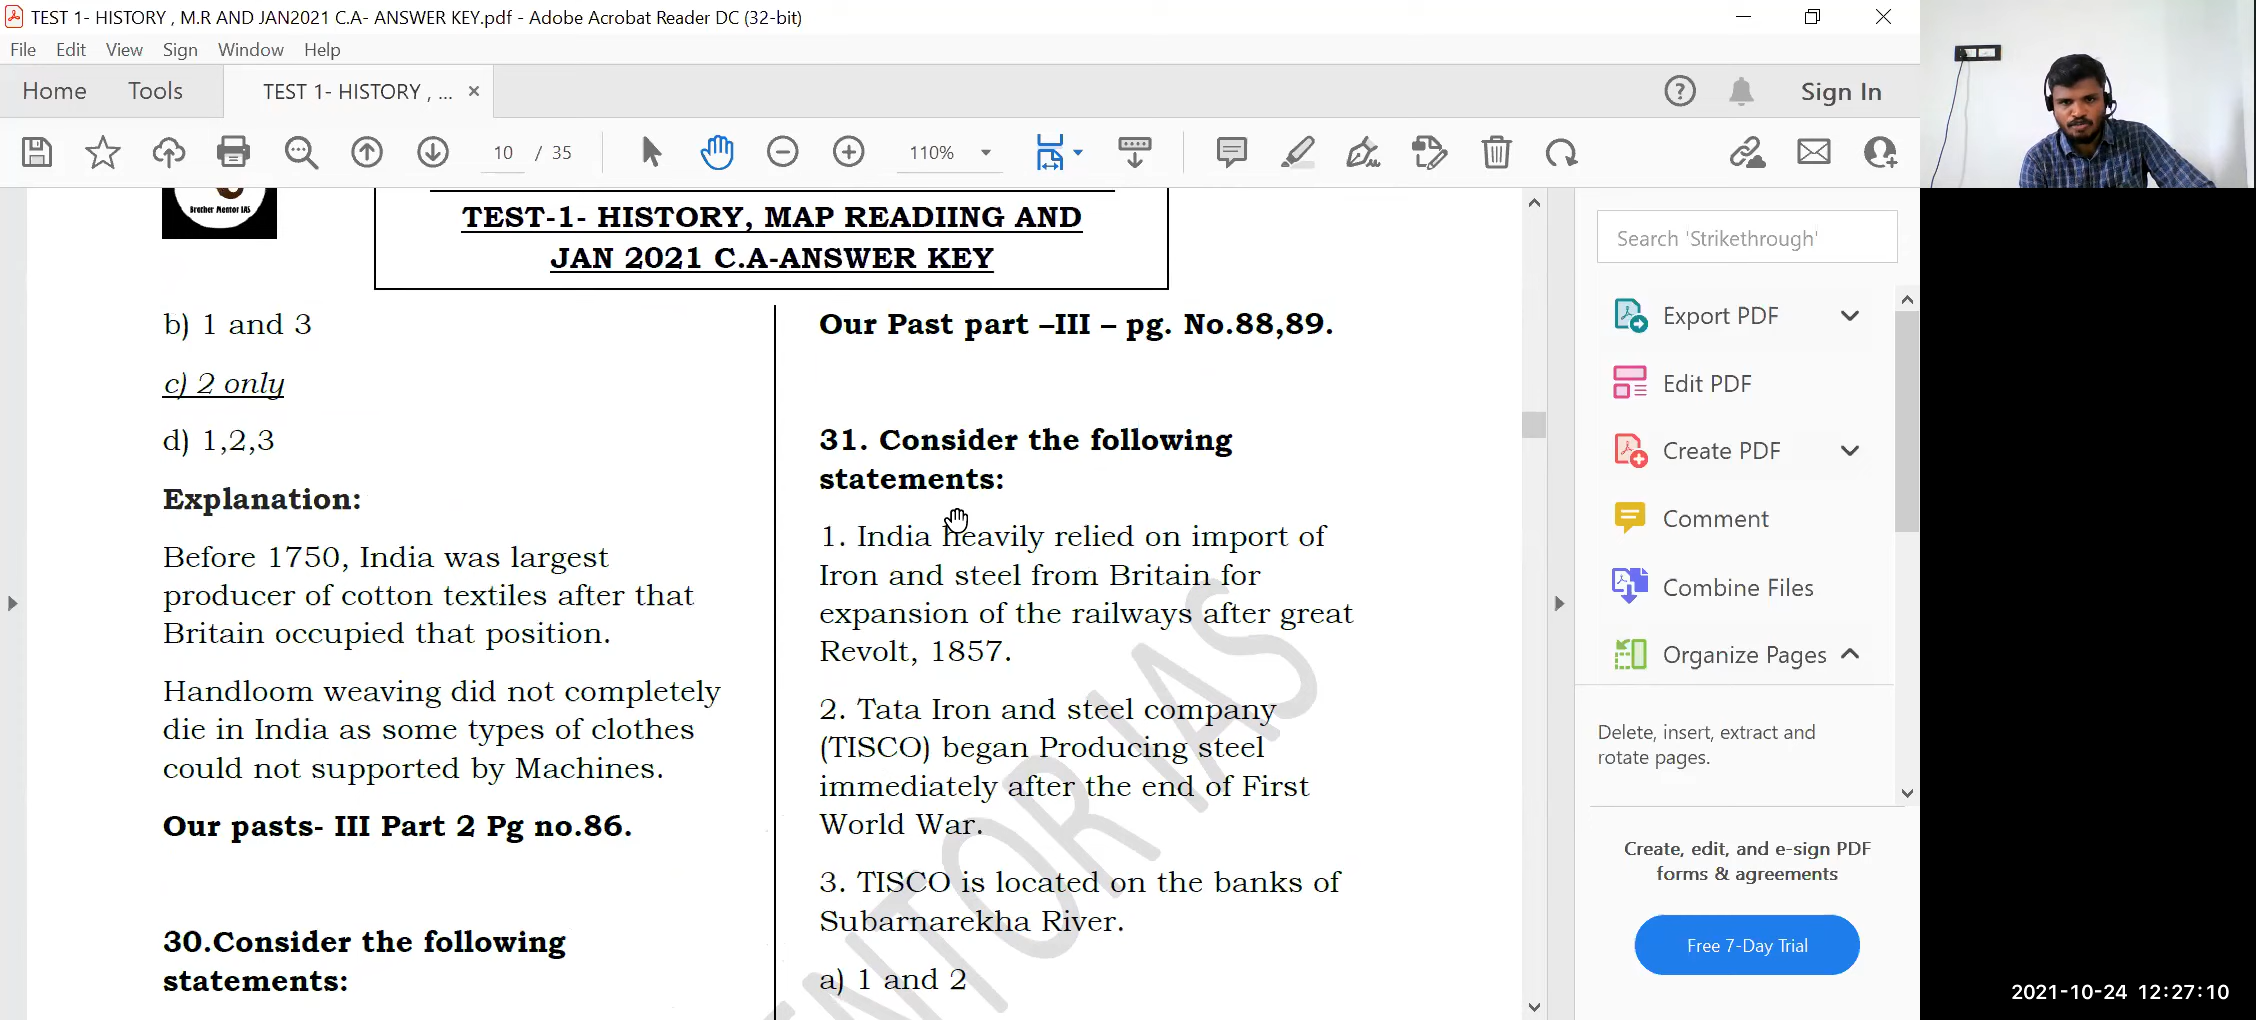 TEST 1- HISTORY , M.R AND JAN2021 C.A- ANSWER KEY.pdf - Adobe Acrobat Reader DC (32-bit)
File Edit View Sign Window Help
Home Tools TEST 1- HISTORY , ... × Sign In
10 / 35 110%
Brother Mentor IAS
TEST-1- HISTORY, MAP READIING AND
JAN 2021 C.A-ANSWER KEY
b) 1 and 3
c) 2 only
d) 1,2,3
Explanation:
Before 1750, India was largest
producer of cotton textiles after that
Britain occupied that position.
Handloom weaving did not completely
die in India as some types of clothes
could not supported by Machines.
Our pasts- III Part 2 Pg no.86.
30.Consider the following
statements:
Our Past part –III – pg. No.88,89.
31. Consider the following
statements:
1. India heavily relied on import of
Iron and steel from Britain for
expansion of the railways after great
Revolt, 1857.
2. Tata Iron and steel company
(TISCO) began Producing steel
immediately after the end of First
World War.
3. TISCO is located on the banks of
Subarnarekha River.
a) 1 and 2
ENTOR IAS
Search 'Strikethrough'
Export PDF
Edit PDF
Create PDF
Comment
Combine Files
Organize Pages
Delete, insert, extract and
rotate pages.
Create, edit, and e-sign PDF
forms & agreements
Free 7-Day Trial
2021-10-24 12:27:10